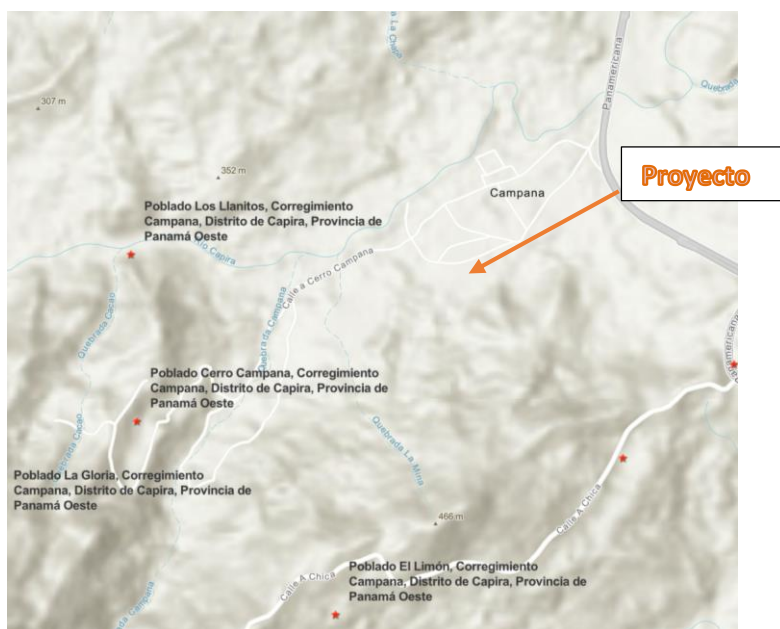 Panamericana
Quebrada
307 m
352 m
Proyecto
Campana
Poblado Los Llanitos, Corregimiento
Campana, Distrito de Capira, Provincia de
Panamá Oeste
Río Capira
Calle a Cerro Campana
Quebrada Campana
Quebrada Cacao
Poblado Cerro Campana, Corregimiento
Campana, Distrito de Capira, Provincia de
Panamá Oeste
Quebrada La Mina
Poblado La Gloria, Corregimiento
Campana, Distrito de Capira, Provincia de
Panamá Oeste
466 m
Calle A Chica
Poblado El Limón, Corregimiento
Campana, Distrito de Capira, Provincia de
Panamá Oeste
Calle A Chica